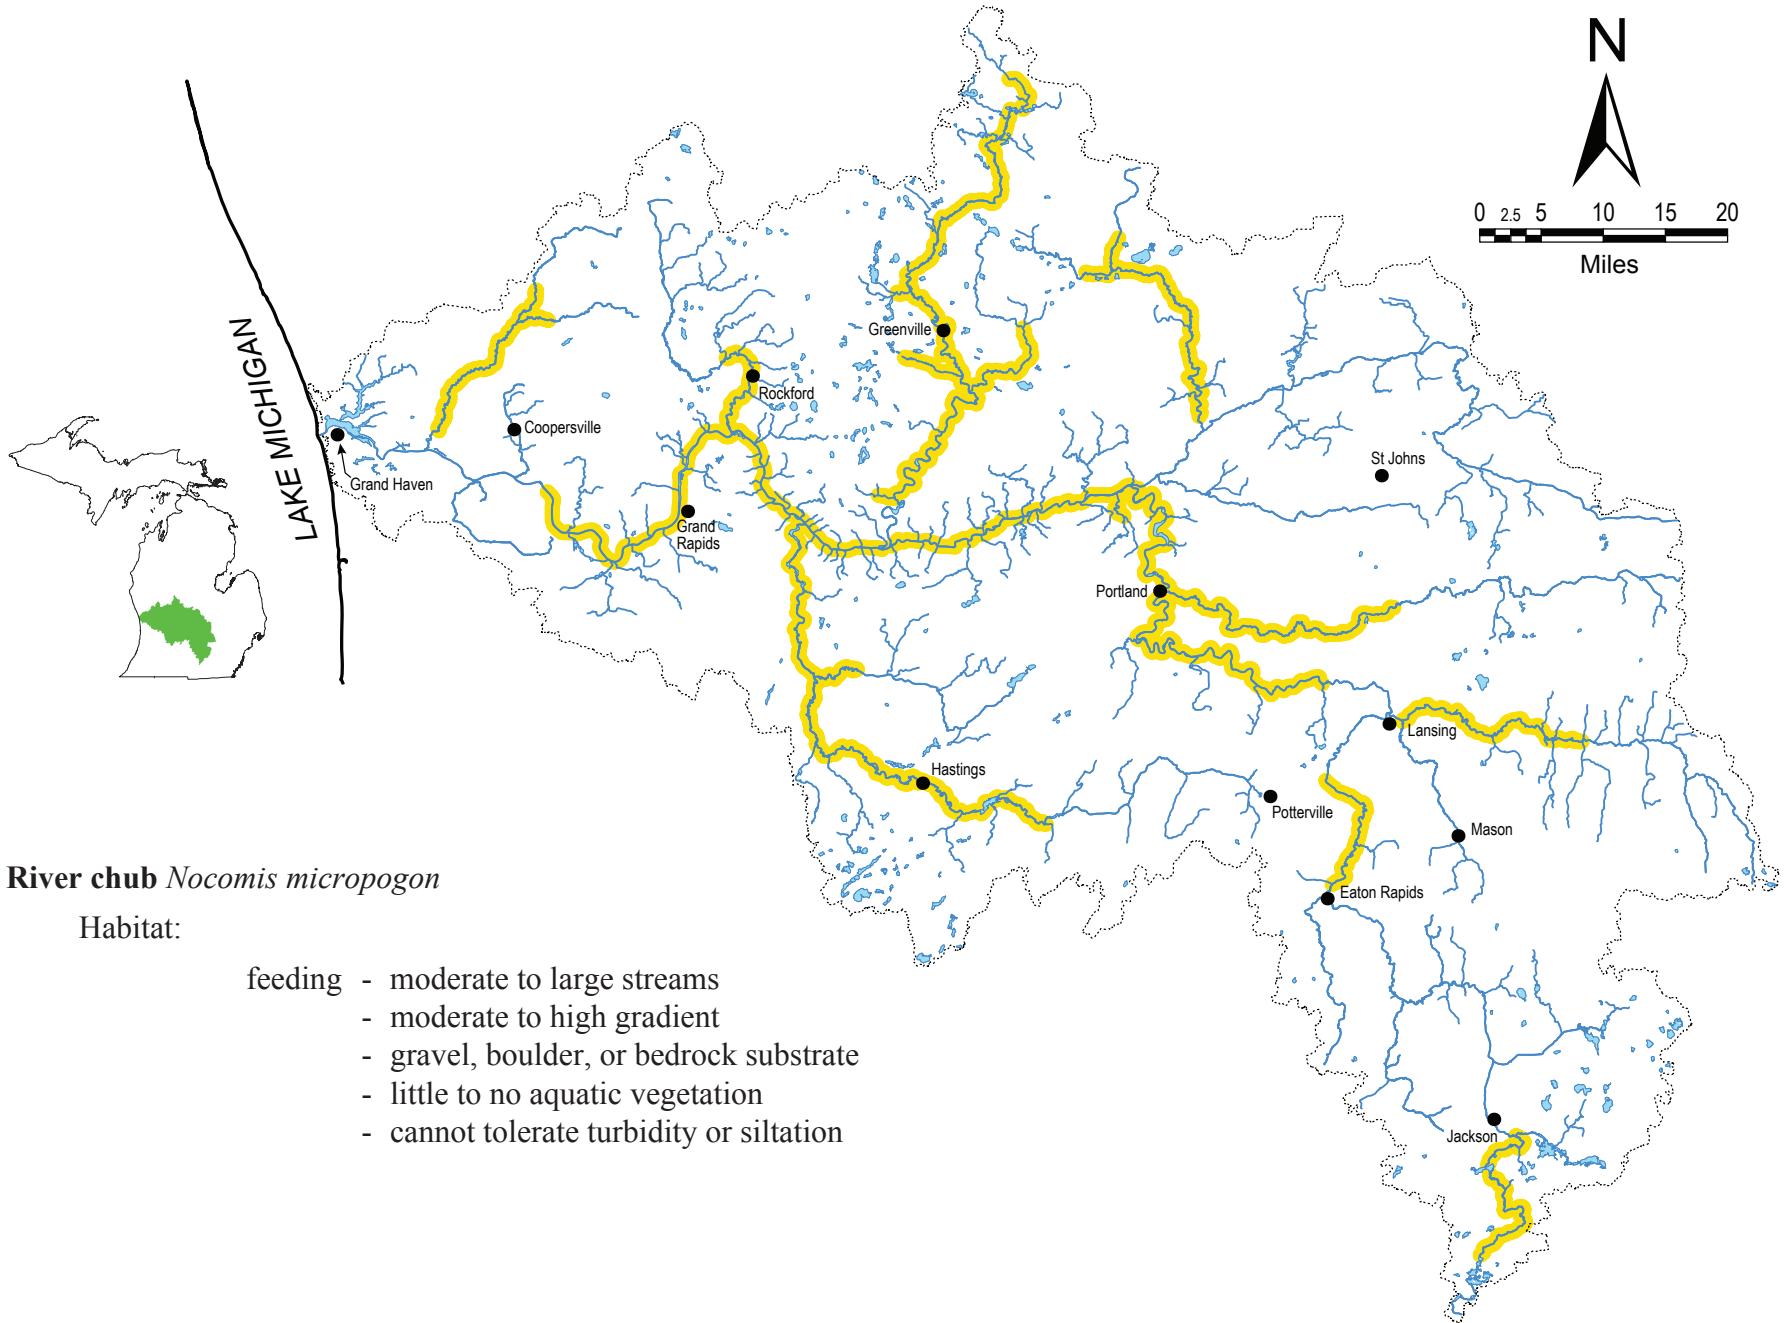 N
0 2.5 5 10 15 20
Miles
LAKE MICHIGAN
Greenville
Rockford
Coopersville
Grand Haven
St Johns
Grand
Rapids
Portland
Lansing
Hastings
Potterville
Mason
Eaton Rapids
Jackson
River chub Nocomis micropogon
Habitat:
feeding - moderate to large streams
- moderate to high gradient
- gravel, boulder, or bedrock substrate
- little to no aquatic vegetation
- cannot tolerate turbidity or siltation